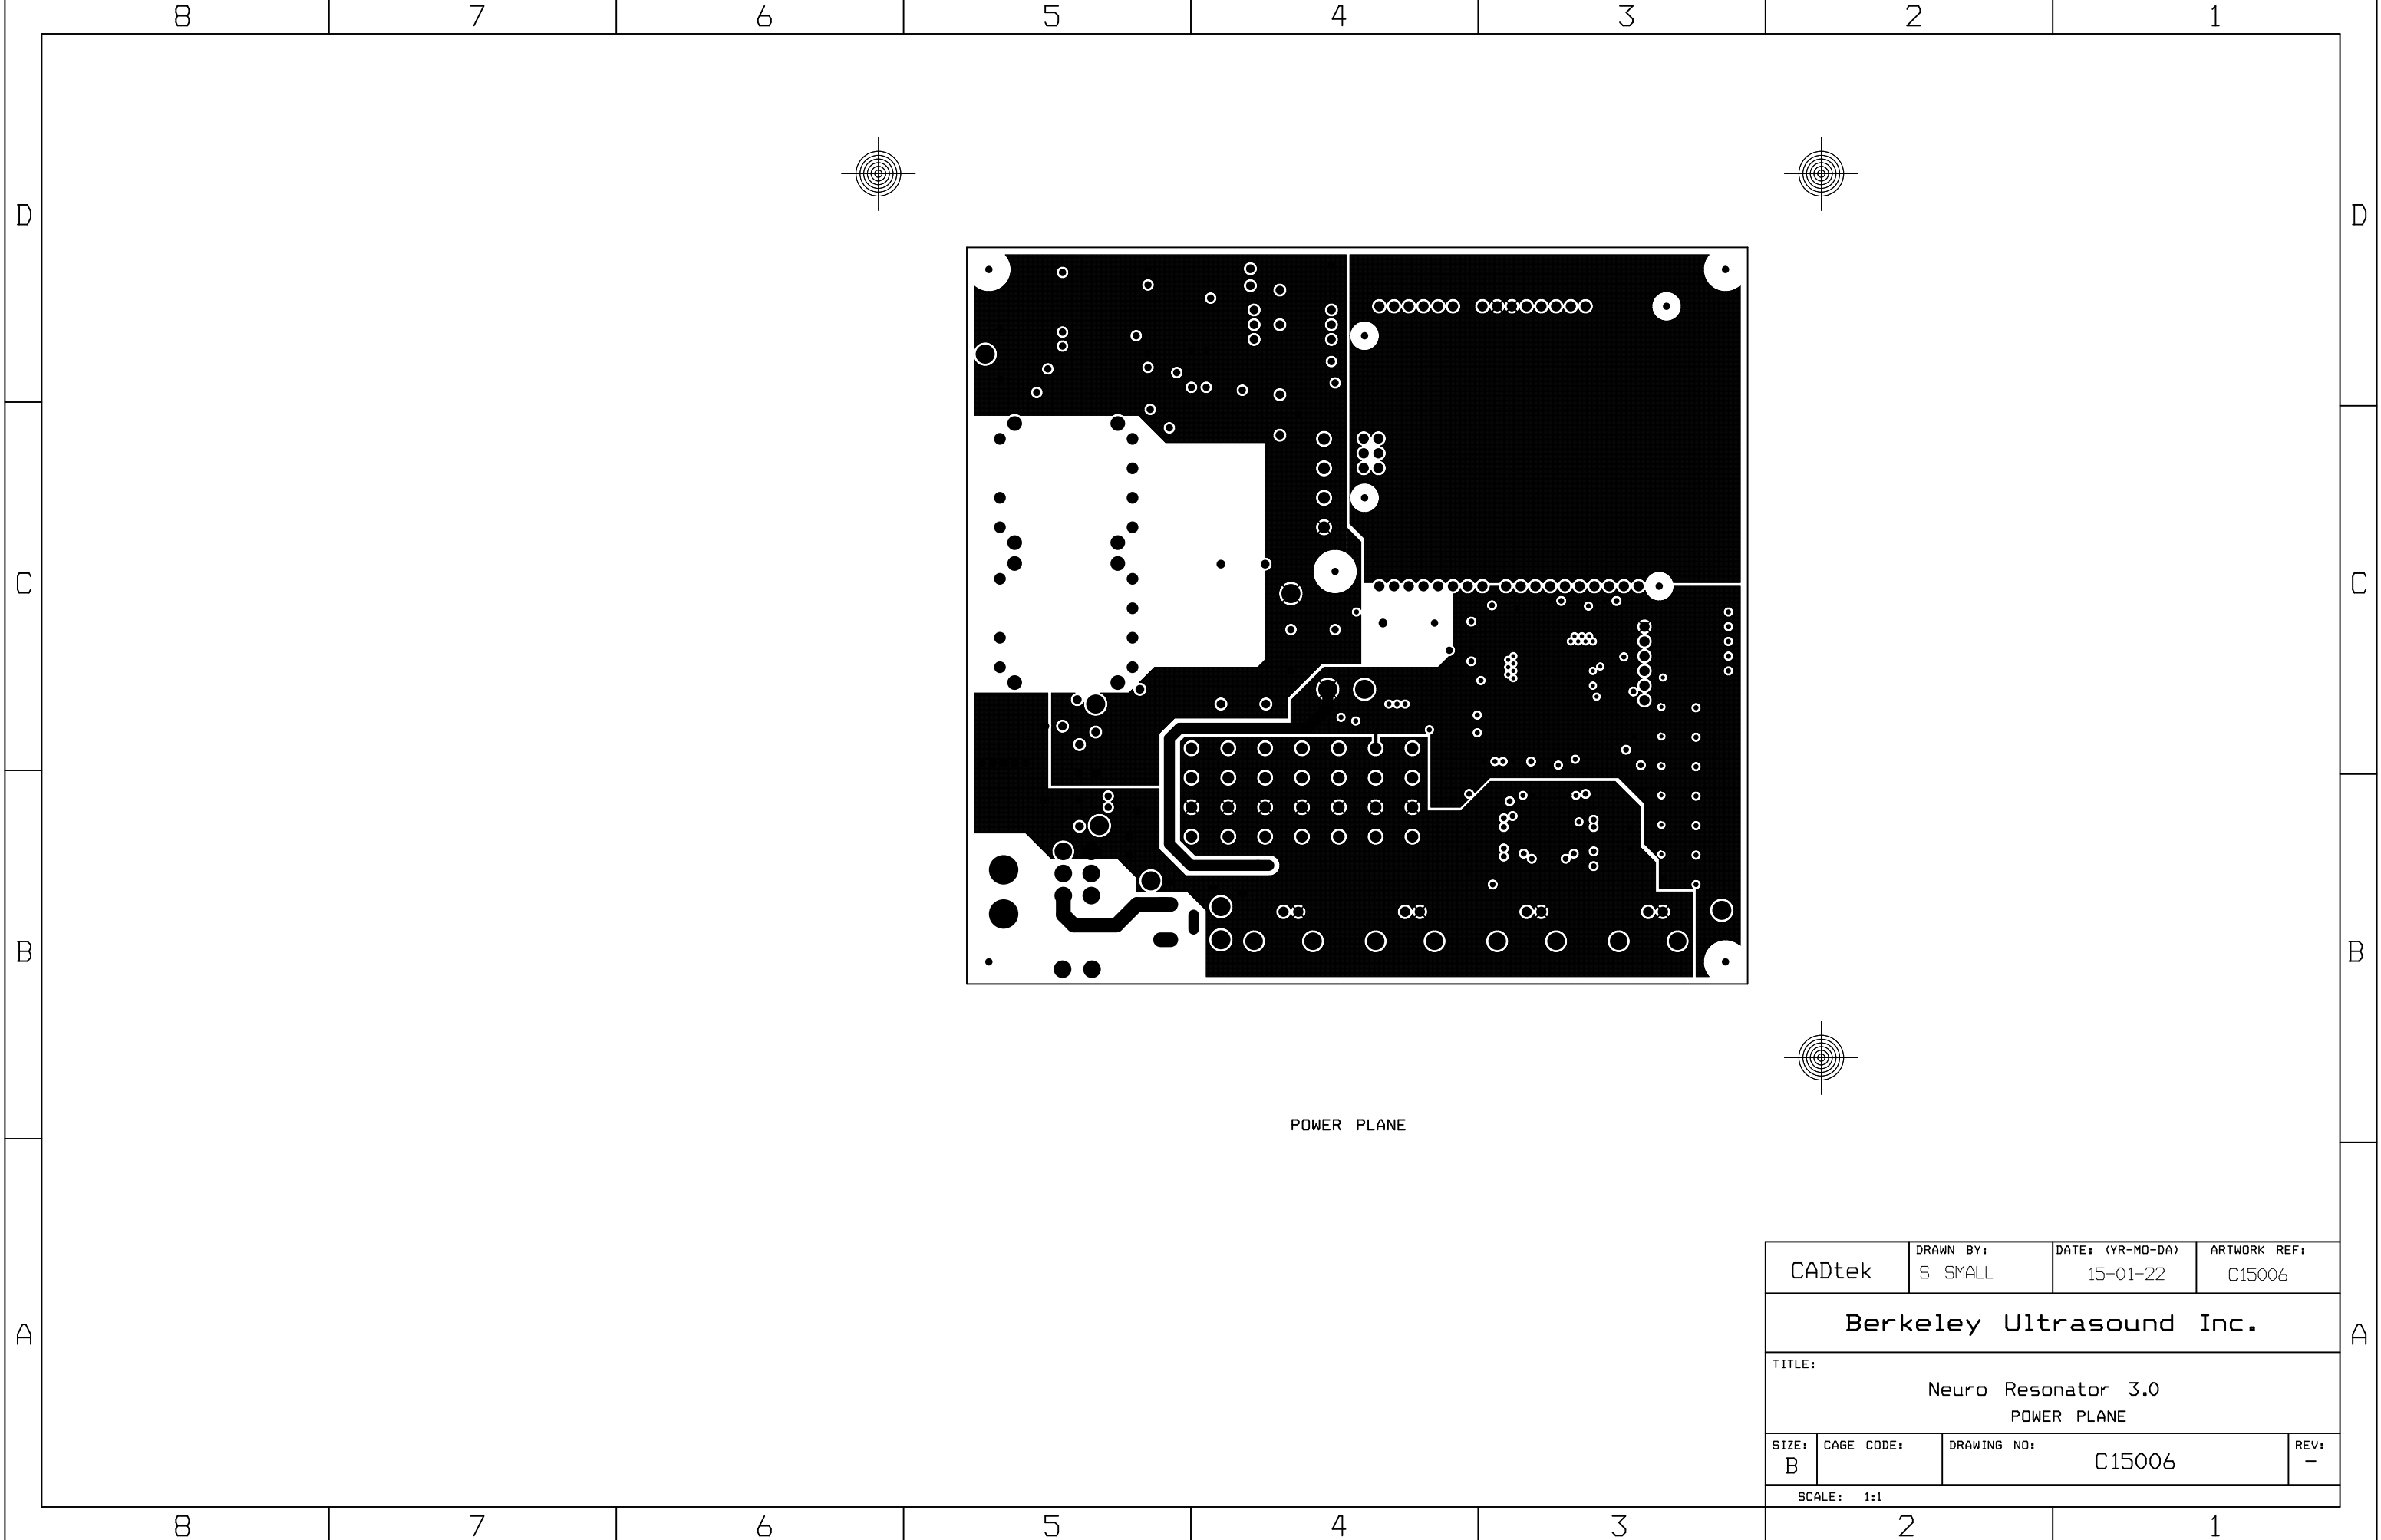 8 7 6 5 4 3 2 1
D D
C C
B B
A A
POWER PLANE
CADtek
DRAWN BY:
S SMALL
DATE: (YR-MO-DA)
15-01-22
ARTWORK REF:
C15006
Berkeley Ultrasound Inc.
TITLE:
Neuro Resonator 3.0
POWER PLANE
SIZE:
B
CAGE CODE:
DRAWING NO:
C15006
REV:
-
SCALE: 1:1
8 7 6 5 4 3 2 1